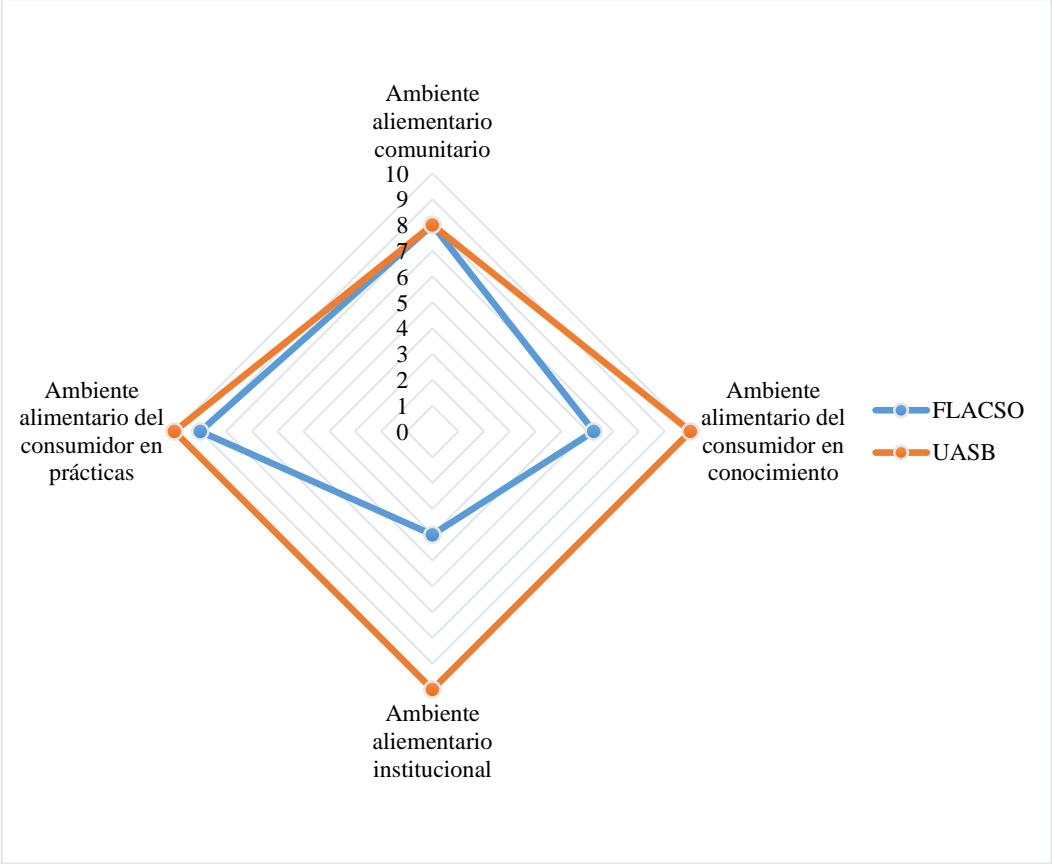 Ambiente
aliementario
comunitario
10
9
8
7
6
5
4
3
2
1
0
Ambiente
alimentario del
consumidor en
conocimiento
Ambiente
aliementario
institucional
Ambiente
alimentario del
consumidor en
prácticas
FLACSO
UASB